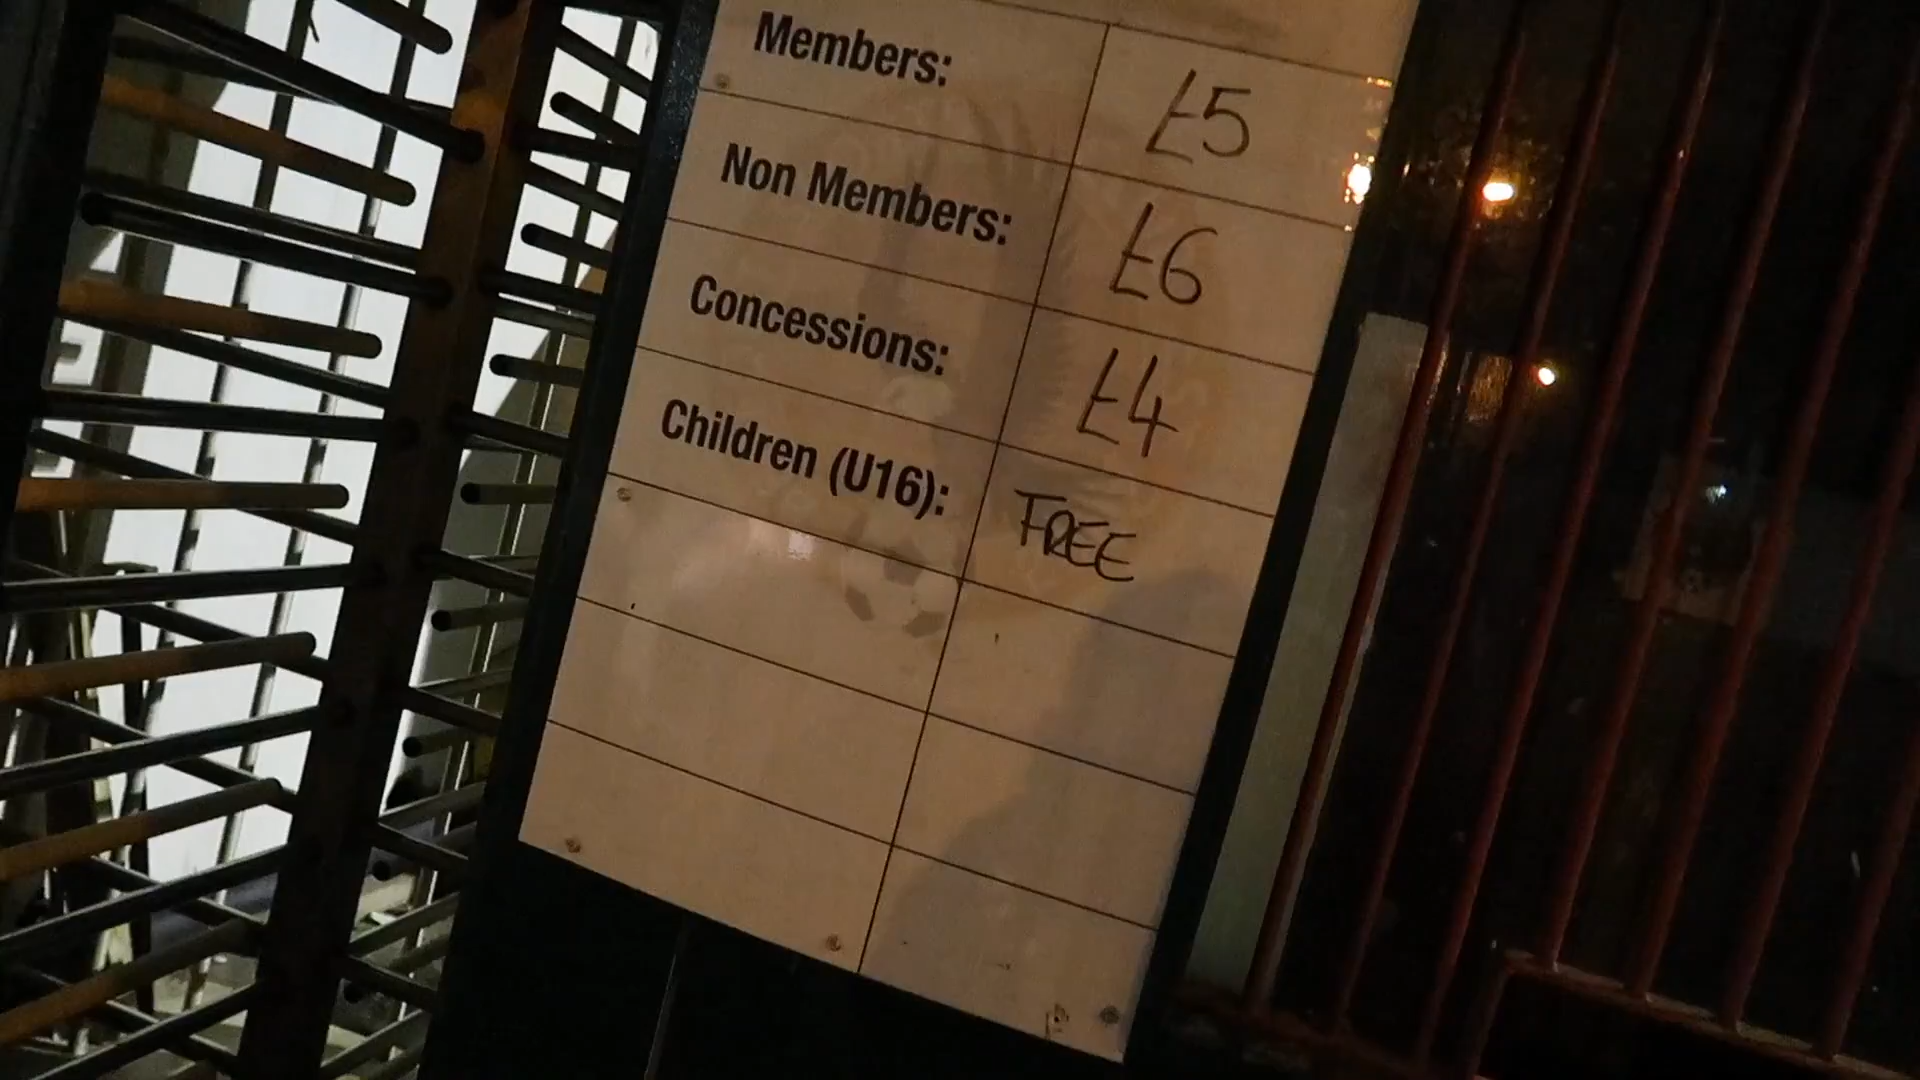 Members: £5
Non Members: £6
Concessions: £4
Children (U16): FREE